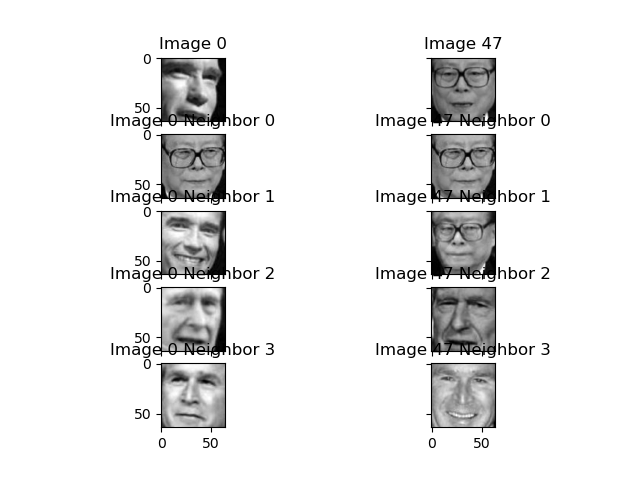 Image 0
Image 47
0
50
Image 0 Neighbor 0
Image 47 Neighbor 0
0
50
Image 0 Neighbor 1
Image 47 Neighbor 1
0
50
Image 0 Neighbor 2
Image 47 Neighbor 2
0
50
Image 0 Neighbor 3
Image 47 Neighbor 3
0
50
0 50
0 50